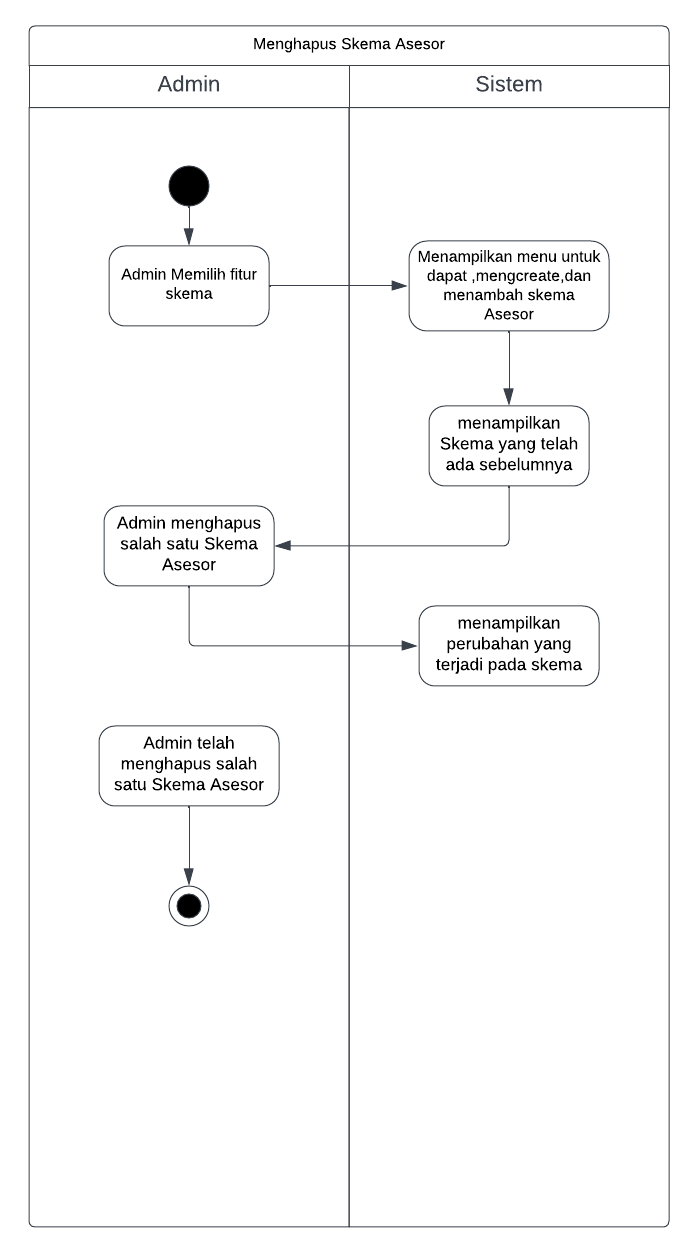 Menghapus Skema Asesor
Admin
Sistem
Admin Memilih fitur
skema
Menampilkan menu untuk
dapat ,mengcreate,dan
menambah skema
Asesor
menampilkan
Skema yang telah
ada sebelumnya
Admin menghapus
salah satu Skema
Asesor
menampilkan
perubahan yang
terjadi pada skema
Admin telah
menghapus salah
satu Skema Asesor